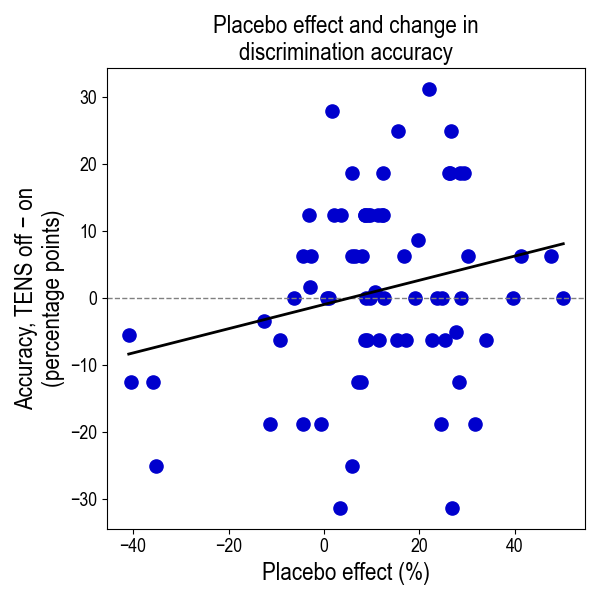 Placebo effect and change in
discrimination accuracy
Accuracy, TENS off − on
(percentage points)
30
20
10
0
−10
−20
−30
−40
−20
0
20
40
Placebo effect (%)